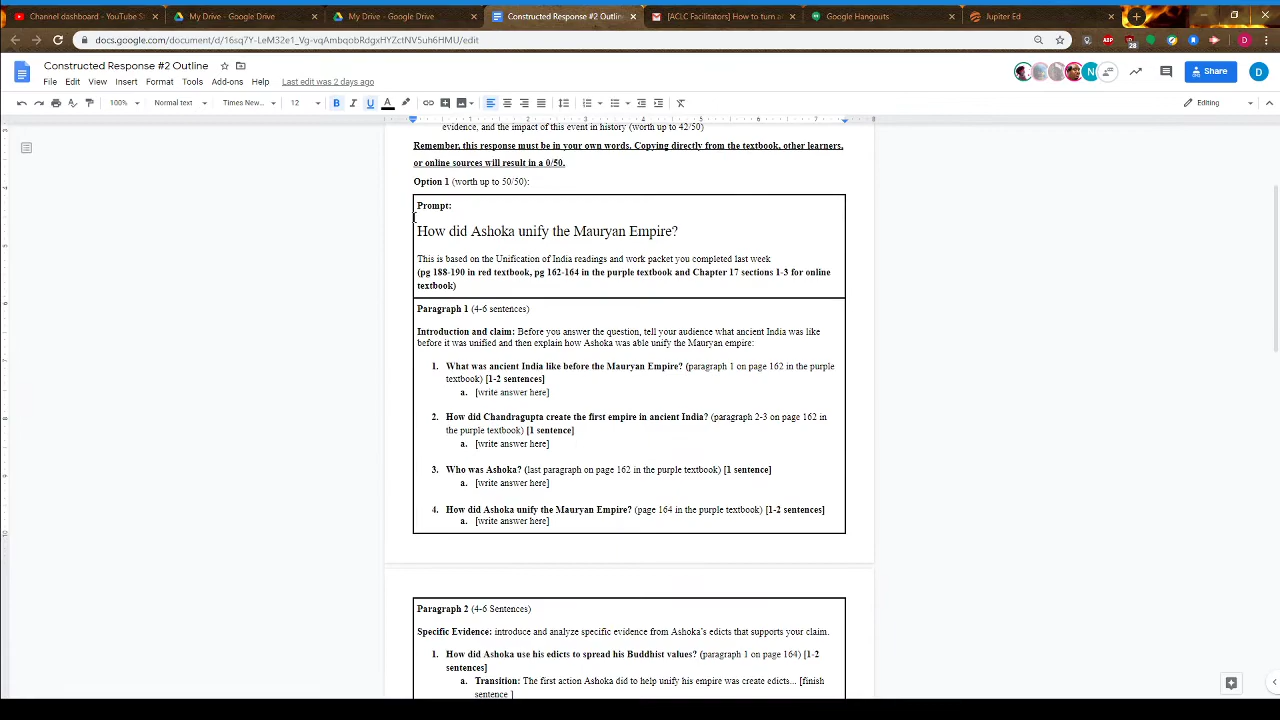 Channel dashboard - YouTube St
My Drive - Google Drive
My Drive - Google Drive
Constructed Response #2 Outlin
[ACLC Facilitators] How to turn a
Google Hangouts
Jupiter Ed
docs.google.com/document/d/16sq7Y-LeM32e1_Vg-vqAmbqobRdgxHYZctNV5uh6HMU/edit
Constructed Response #2 Outline
File Edit View Insert Format Tools Add-ons Help Last edit was 2 days ago
Share
100% Normal text Times New... 12 Editing
evidence, and the impact of this event in history (worth up to 42/50)
Remember, this response must be in your own words. Copying directly from the textbook, other learners,
or online sources will result in a 0/50.
Option 1 (worth up to 50/50):
Prompt:
How did Ashoka unify the Mauryan Empire?
This is based on the Unification of India readings and work packet you completed last week
(pg 188-190 in red textbook, pg 162-164 in the purple textbook and Chapter 17 sections 1-3 for online
textbook)
Paragraph 1 (4-6 sentences)
Introduction and claim: Before you answer the question, tell your audience what ancient India was like
before it was unified and then explain how Ashoka was able unify the Mauryan empire:
1. What was ancient India like before the Mauryan Empire? (paragraph 1 on page 162 in the purple
textbook) [1-2 sentences]
a. [write answer here]
2. How did Chandragupta create the first empire in ancient India? (paragraph 2-3 on page 162 in
the purple textbook) [1 sentence]
a. [write answer here]
3. Who was Ashoka? (last paragraph on page 162 in the purple textbook) [1 sentence]
a. [write answer here]
4. How did Ashoka unify the Mauryan Empire? (page 164 in the purple textbook) [1-2 sentences]
a. [write answer here]
Paragraph 2 (4-6 Sentences)
Specific Evidence: introduce and analyze specific evidence from Ashoka's edicts that supports your claim.
1. How did Ashoka use his edicts to spread his Buddhist values? (paragraph 1 on page 164) [1-2
sentences]
a. Transition: The first action Ashoka did to help unify his empire was create edicts... [finish
sentence ]